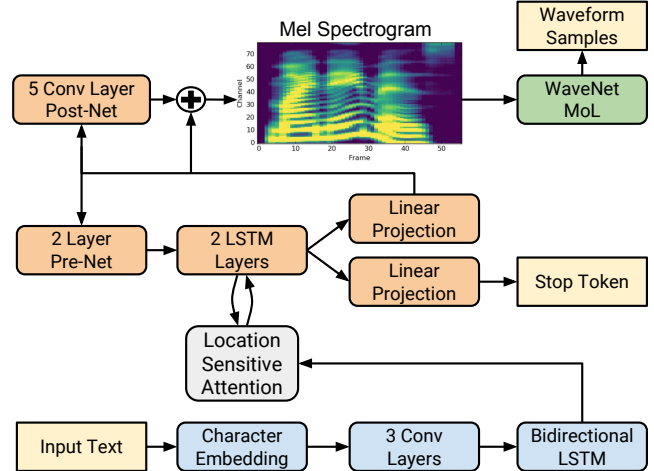 Mel Spectrogram
Waveform
Samples
5 Conv Layer
Post-Net
70
60
50
40
30
20
10
0
Channel
0
10
20
30
40
50
Frame
WaveNet
MoL
2 Layer
Pre-Net
2 LSTM
Layers
Linear
Projection
Linear
Projection
Stop Token
Location
Sensitive
Attention
Input Text
Character
Embedding
3 Conv
Layers
Bidirectional
LSTM